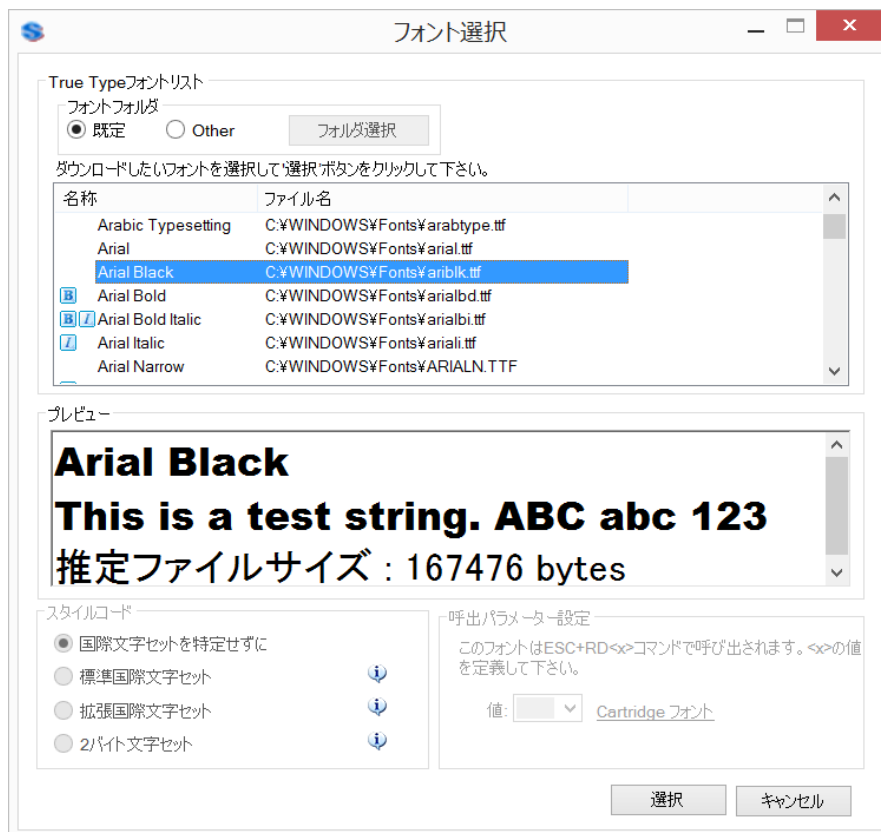 フォント選択
True Typeフォントリスト
フォントフォルダ
既定 Other フォルダ選択
ダウンロードしたいフォントを選択して'選択'ボタンをクリックして下さい。
名称 ファイル名
Arabic Typesetting C:¥WINDOWS¥Fonts¥arabtype.ttf
Arial C:¥WINDOWS¥Fonts¥arial.ttf
Arial Black C:¥WINDOWS¥Fonts¥ariblk.ttf
B Arial Bold C:¥WINDOWS¥Fonts¥arialbd.ttf
B I Arial Bold Italic C:¥WINDOWS¥Fonts¥arialbi.ttf
I Arial Italic C:¥WINDOWS¥Fonts¥ariali.ttf
Arial Narrow C:¥WINDOWS¥Fonts¥ARIALN.TTF
プレビュー
Arial Black
This is a test string. ABC abc 123
推定ファイルサイズ : 167476 bytes
スタイルコード
国際文字セットを特定せずに
標準国際文字セット
拡張国際文字セット
2バイト文字セット
呼出パラメーター設定
このフォントはESC+RD<x>コマンドで呼び出されます。<x>の値
を定義して下さい。
値: Cartridge フォント
選択 キャンセル